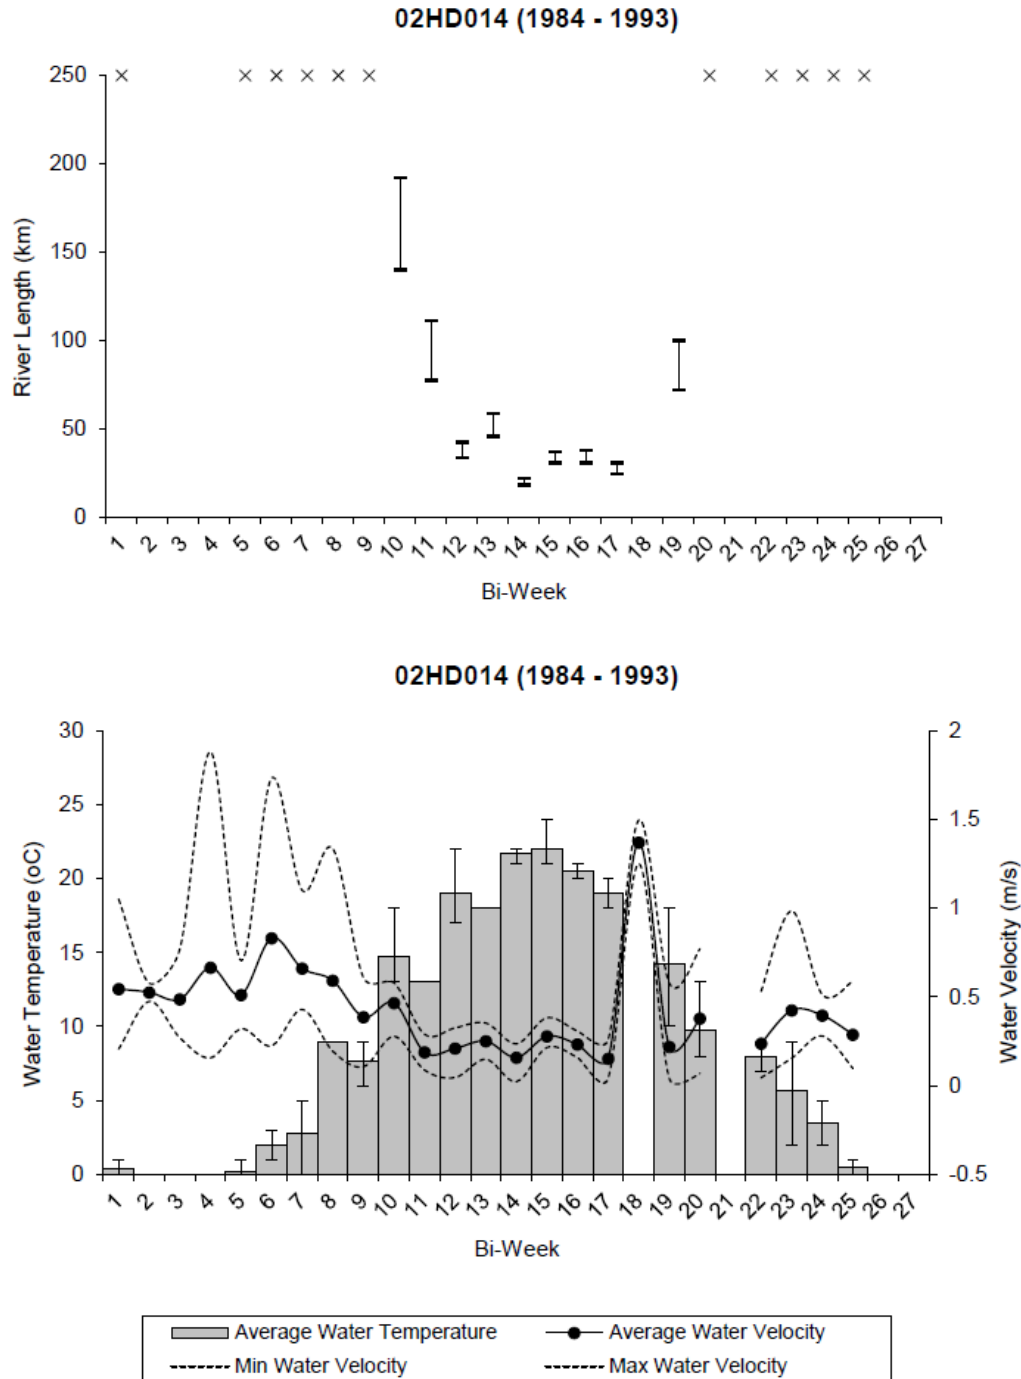 02HD014 (1984 - 1993)
250
200
150
100
50
0
River Length (km)
1 2 3 4 5 6 7 8 9 10 11 12 13 14 15 16 17 18 19 20 22 23 24 25 26 27
Bi-Week
02HD014 (1984 - 1993)
30
25
20
15
10
5
0
Water Temperature (oC)
2
1.5
1
0.5
0
-0.5
Water Velocity (m/s)
1 2 3 4 5 6 7 8 9 10 11 12 13 14 15 16 17 18 19 20 22 23 24 25 26 27
Bi-Week
Average Water Temperature Average Water Velocity
Min Water Velocity Max Water Velocity